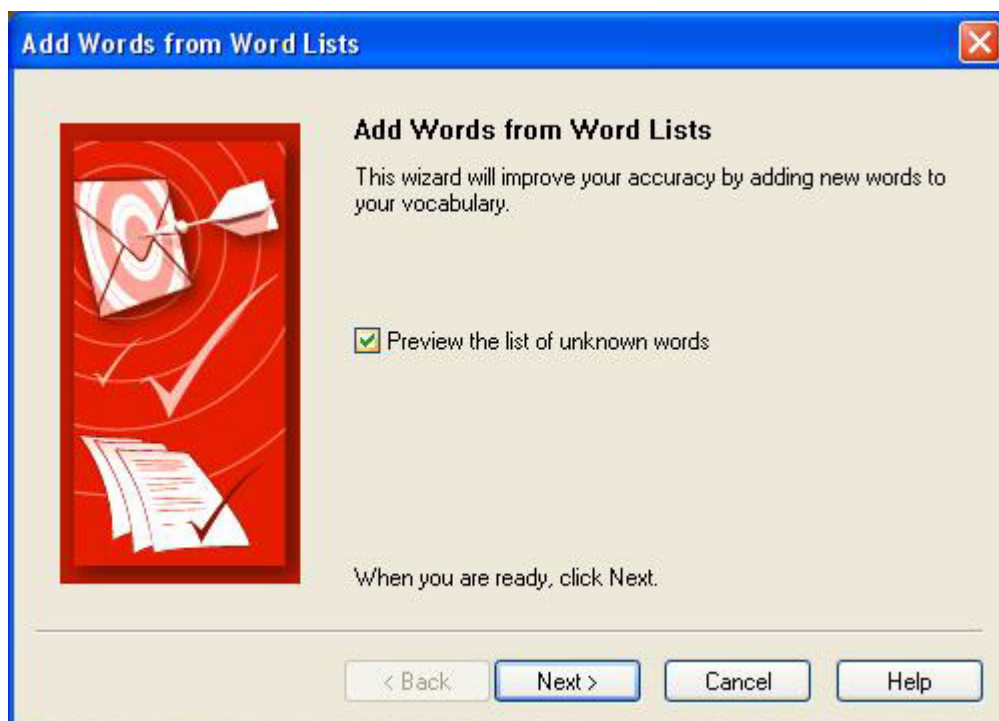 Add Words from Word Lists
Add Words from Word Lists
This wizard will improve your accuracy by adding new words to
your vocabulary.
Preview the list of unknown words
When you are ready, click Next.
< Back
Next >
Cancel
Help